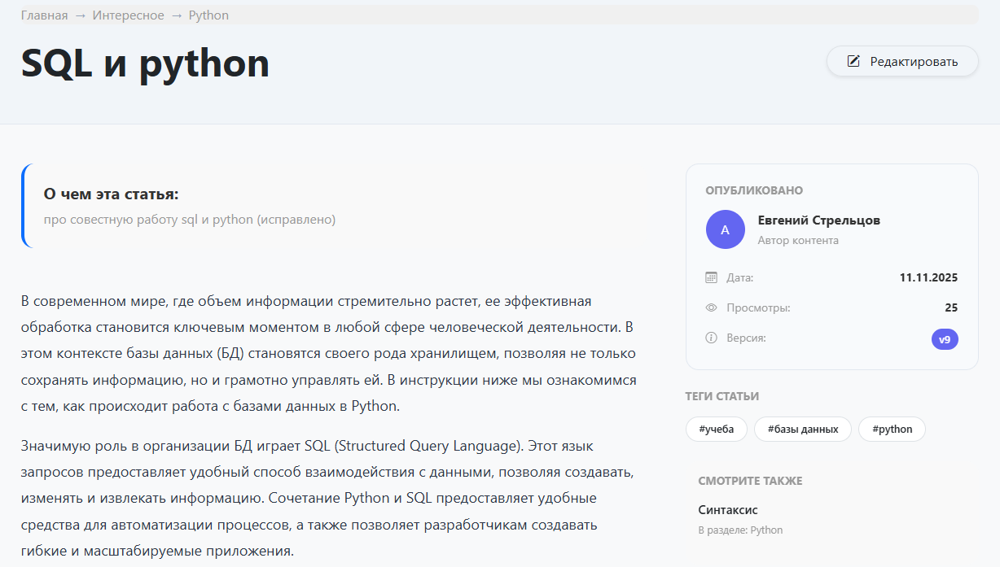 Главная → Интересное → Python
SQL и python
Редактировать
О чем эта статья:
про совестную работу sql и python (исправлено)
В современном мире, где объем информации стремительно растет, ее эффективная
обработка становится ключевым моментом в любой сфере человеческой деятельности. В
этом контексте базы данных (БД) становятся своего рода хранилищем, позволяя не только
сохранять информацию, но и грамотно управлять ей. В инструкции ниже мы ознакомимся
с тем, как происходит работа с базами данных в Python.
Значимую роль в организации БД играет SQL (Structured Query Language). Этот язык
запросов предоставляет удобный способ взаимодействия с данными, позволяя создавать,
изменять и извлекать информацию. Сочетание Python и SQL предоставляет удобные
средства для автоматизации процессов, а также позволяет разработчикам создавать
гибкие и масштабируемые приложения.
ОПУБЛИКОВАНО
А
Евгений Стрельцов
Автор контента
Дата: 11.11.2025
Просмотры: 25
Версия: v9
ТЕГИ СТАТЬИ
#учеба #базы данных #python
СМОТРИТЕ ТАКЖЕ
Синтаксис
В разделе: Python